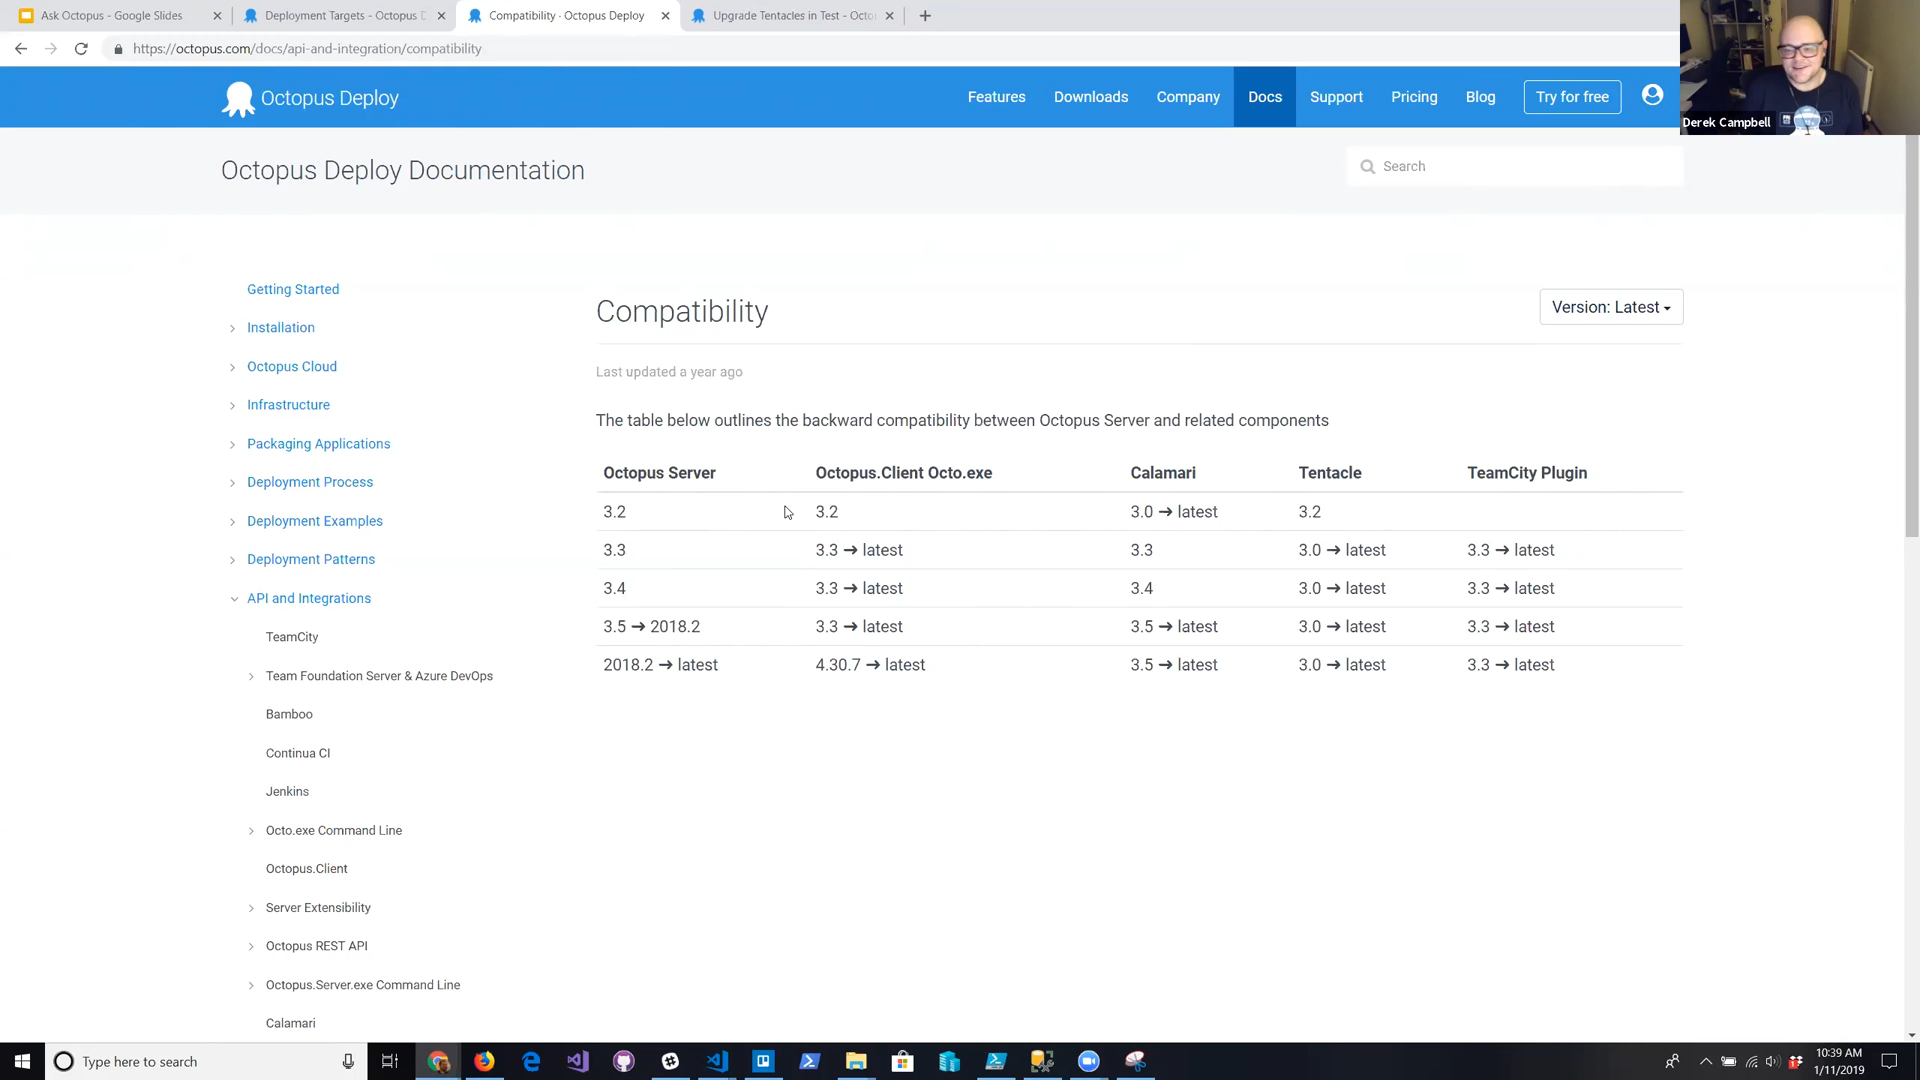 Ask Octopus - Google Slides
Deployment Targets - Octopus D
Compatibility · Octopus Deploy
Upgrade Tentacles in Test - Octo
https://octopus.com/docs/api-and-integration/compatibility
Octopus Deploy
Features
Downloads
Company
Docs
Support
Pricing
Blog
Try for free
Derek Campbell
Octopus Deploy Documentation
Search
Getting Started
Installation
Octopus Cloud
Infrastructure
Packaging Applications
Deployment Process
Deployment Examples
Deployment Patterns
API and Integrations
TeamCity
Team Foundation Server & Azure DevOps
Bamboo
Continua CI
Jenkins
Octo.exe Command Line
Octopus.Client
Server Extensibility
Octopus REST API
Octopus.Server.exe Command Line
Calamari
Compatibility
Version: Latest
Last updated a year ago
The table below outlines the backward compatibility between Octopus Server and related components
Octopus Server Octopus.Client Octo.exe Calamari Tentacle TeamCity Plugin
3.2 3.2 3.0 → latest 3.2
3.3 3.3 → latest 3.3 3.0 → latest 3.3 → latest
3.4 3.3 → latest 3.4 3.0 → latest 3.3 → latest
3.5 → 2018.2 3.3 → latest 3.5 → latest 3.0 → latest 3.3 → latest
2018.2 → latest 4.30.7 → latest 3.5 → latest 3.0 → latest 3.3 → latest
Type here to search
10:39 AM
1/11/2019